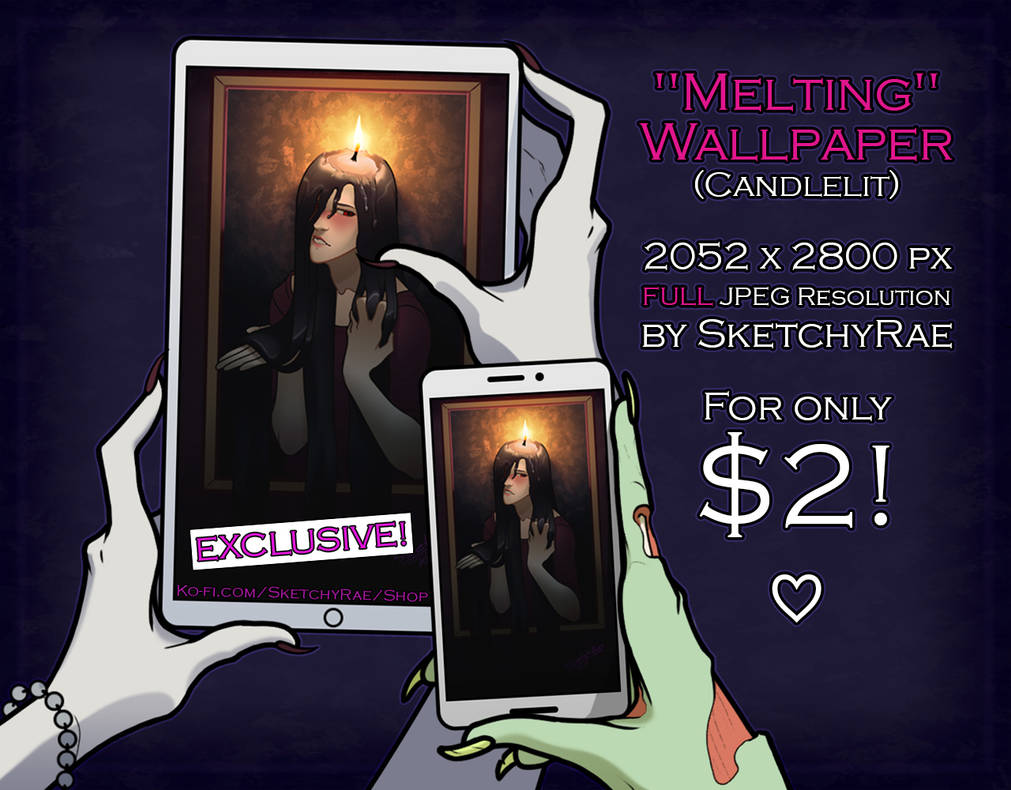 "Melting"
Wallpaper
(Candlelit)
2052 x 2800 px
FULL JPEG Resolution
by SketchyRae
For only
$2!
EXCLUSIVE!
Ko-fi.com/SketchyRae/Shop